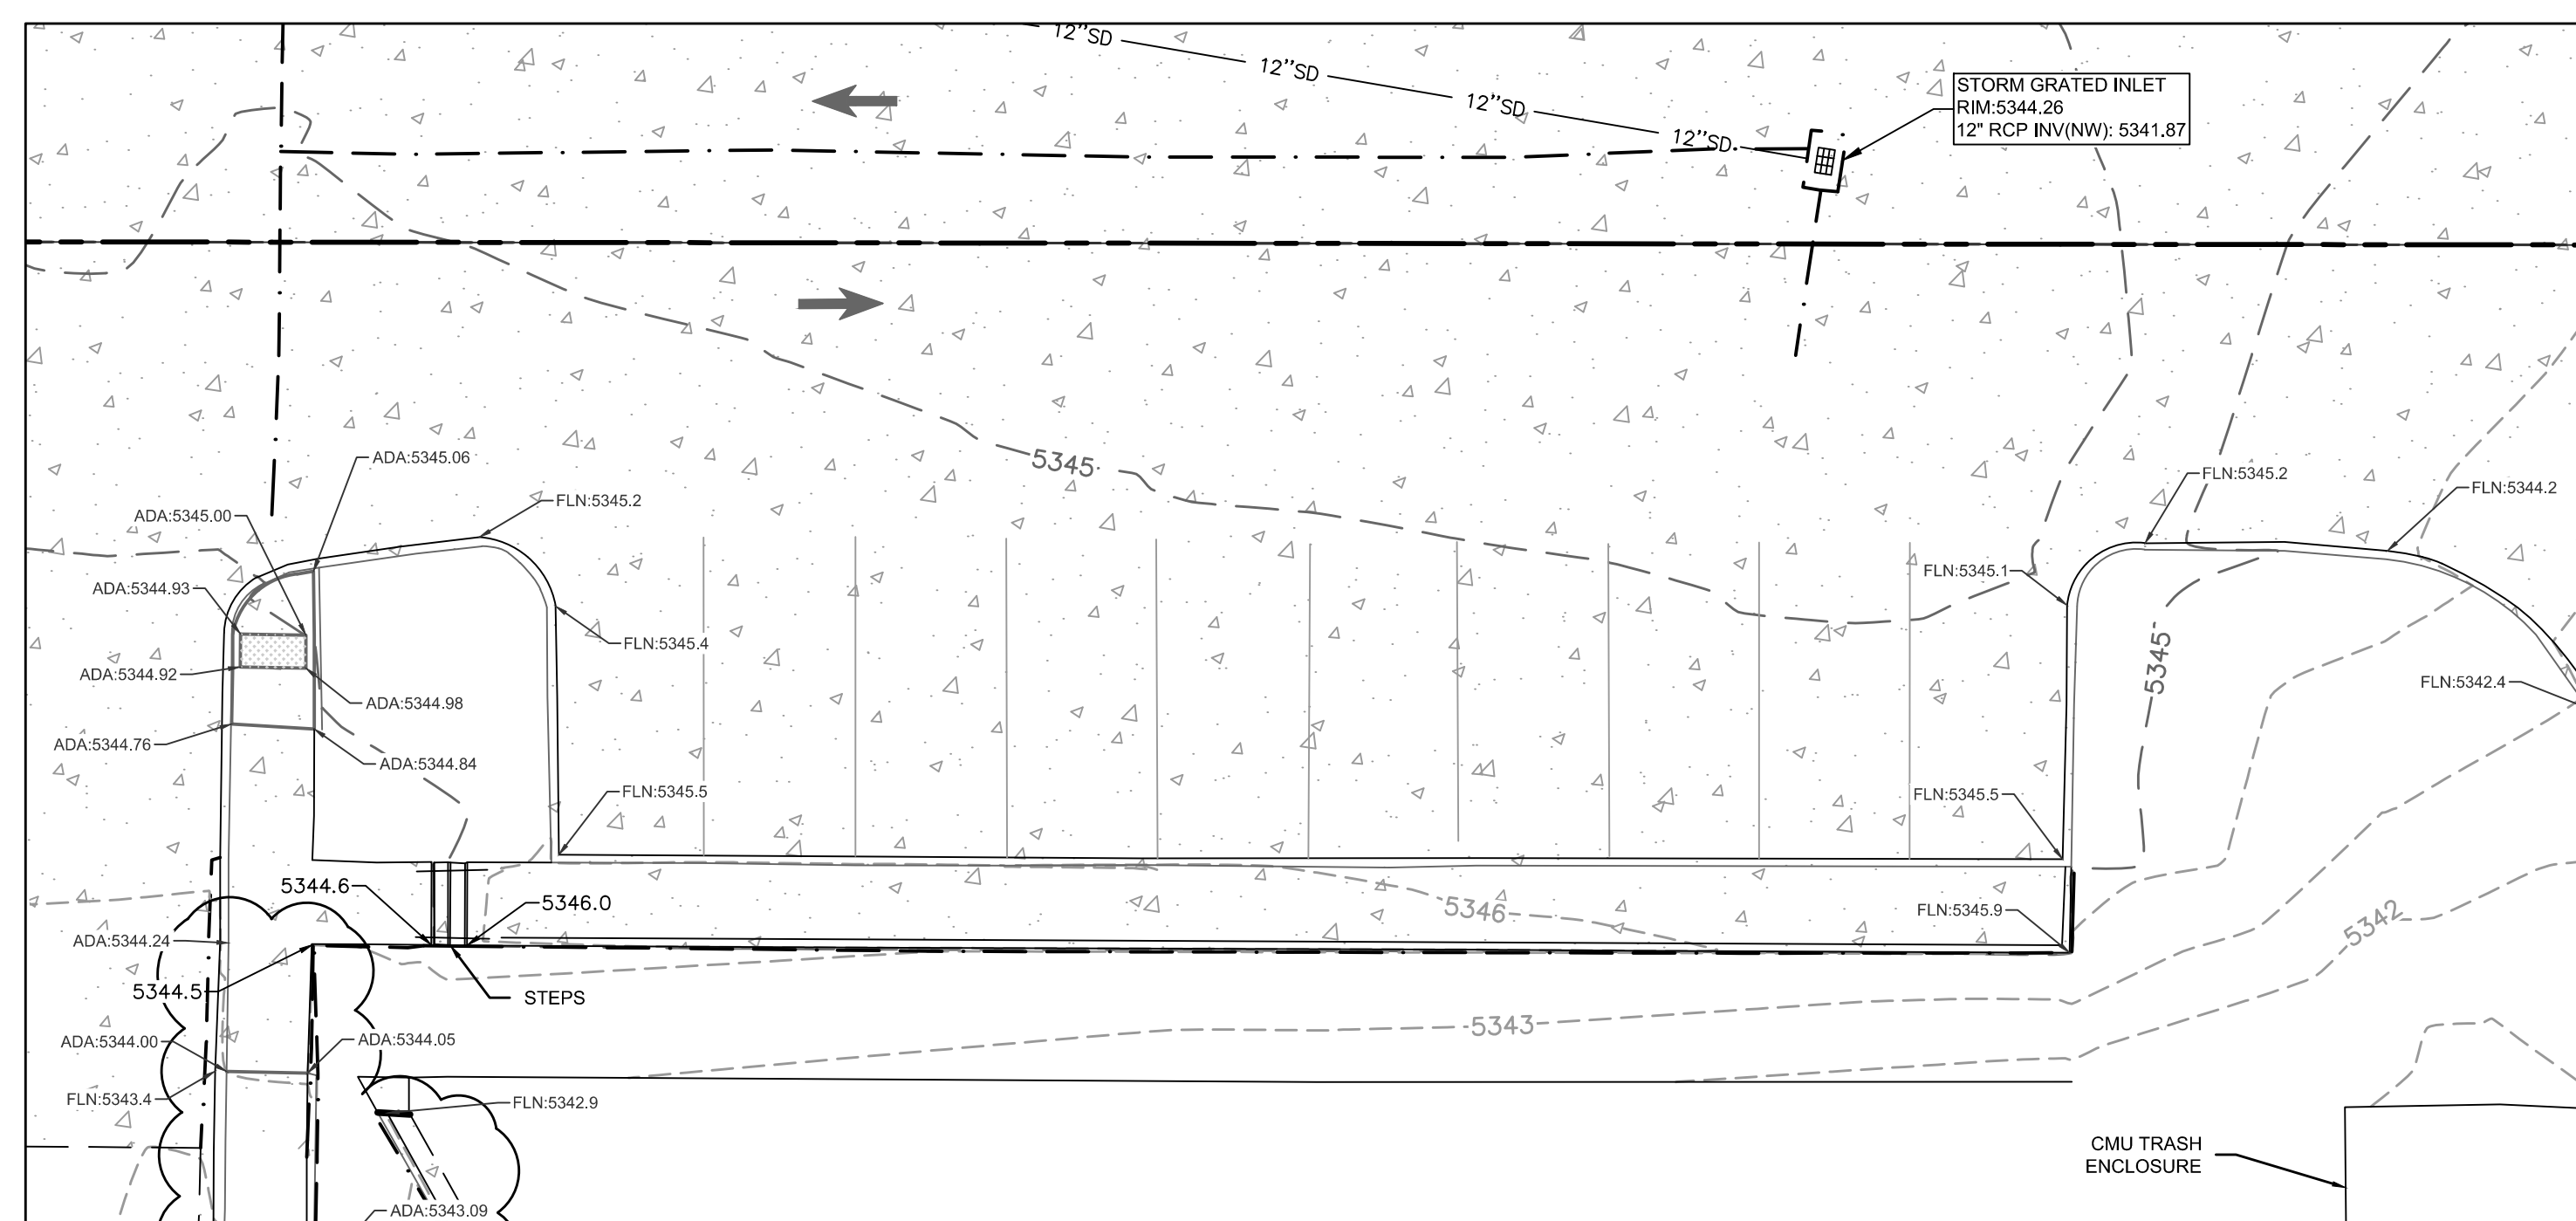 12''SD
12''SD
12''SD
12''SD
STORM GRATED INLET
RIM:5344.26
12" RCP INV(NW): 5341.87
ADA:5345.06
5345
FLN:5345.2
FLN:5344.2
FLN:5345.2
ADA:5345.00
FLN:5345.1
ADA:5344.93
FLN:5345.4
5345
ADA:5344.92
FLN:5342.4
ADA:5344.98
ADA:5344.76
ADA:5344.84
FLN:5345.5
FLN:5345.5
5344.6
5346.0
5346
FLN:5345.9
5342
ADA:5344.24
5344.5
STEPS
5343
ADA:5344.00
ADA:5344.05
FLN:5343.4
FLN:5342.9
CMU TRASH
ENCLOSURE
ADA:5343.09